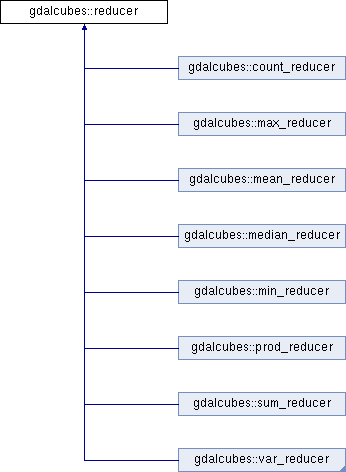 gdalcubes::reducer
gdalcubes::count_reducer
gdalcubes::max_reducer
gdalcubes::mean_reducer
gdalcubes::median_reducer
gdalcubes::min_reducer
gdalcubes::prod_reducer
gdalcubes::sum_reducer
gdalcubes::var_reducer